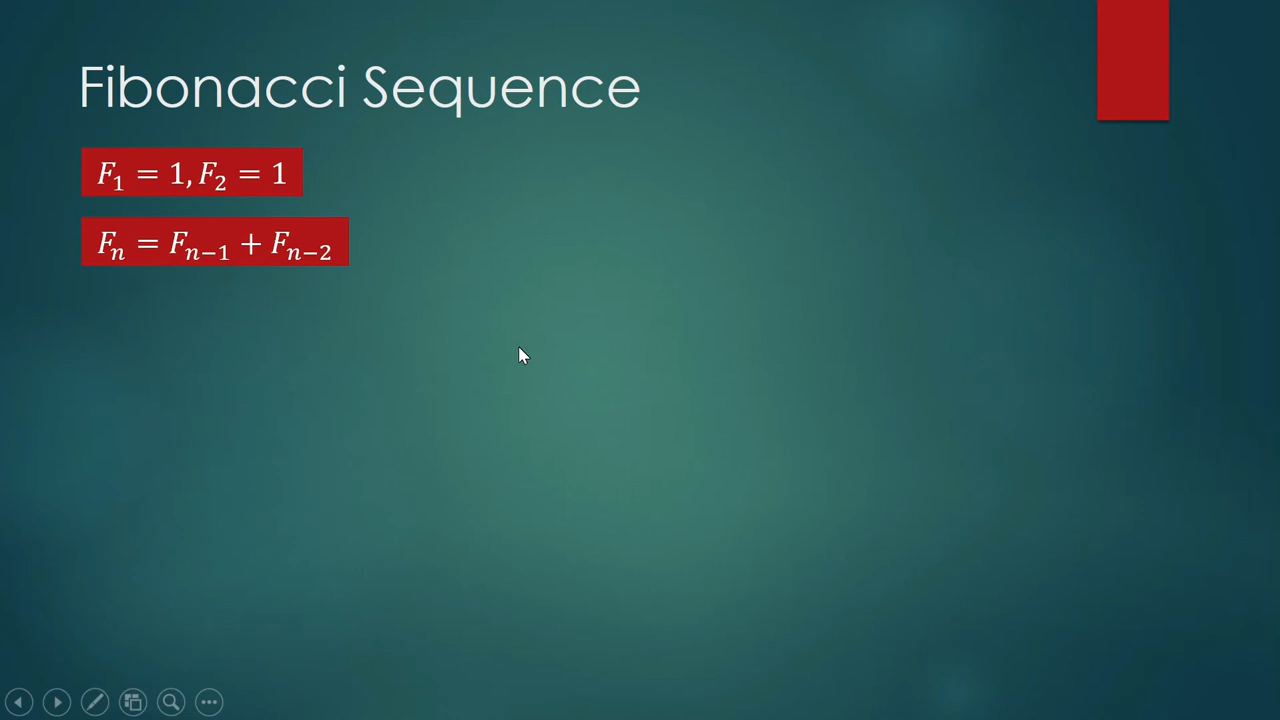 Fibonacci Sequence
F₁ = 1, F₂ = 1
Fₙ = Fₙ₋₁ + Fₙ₋₂